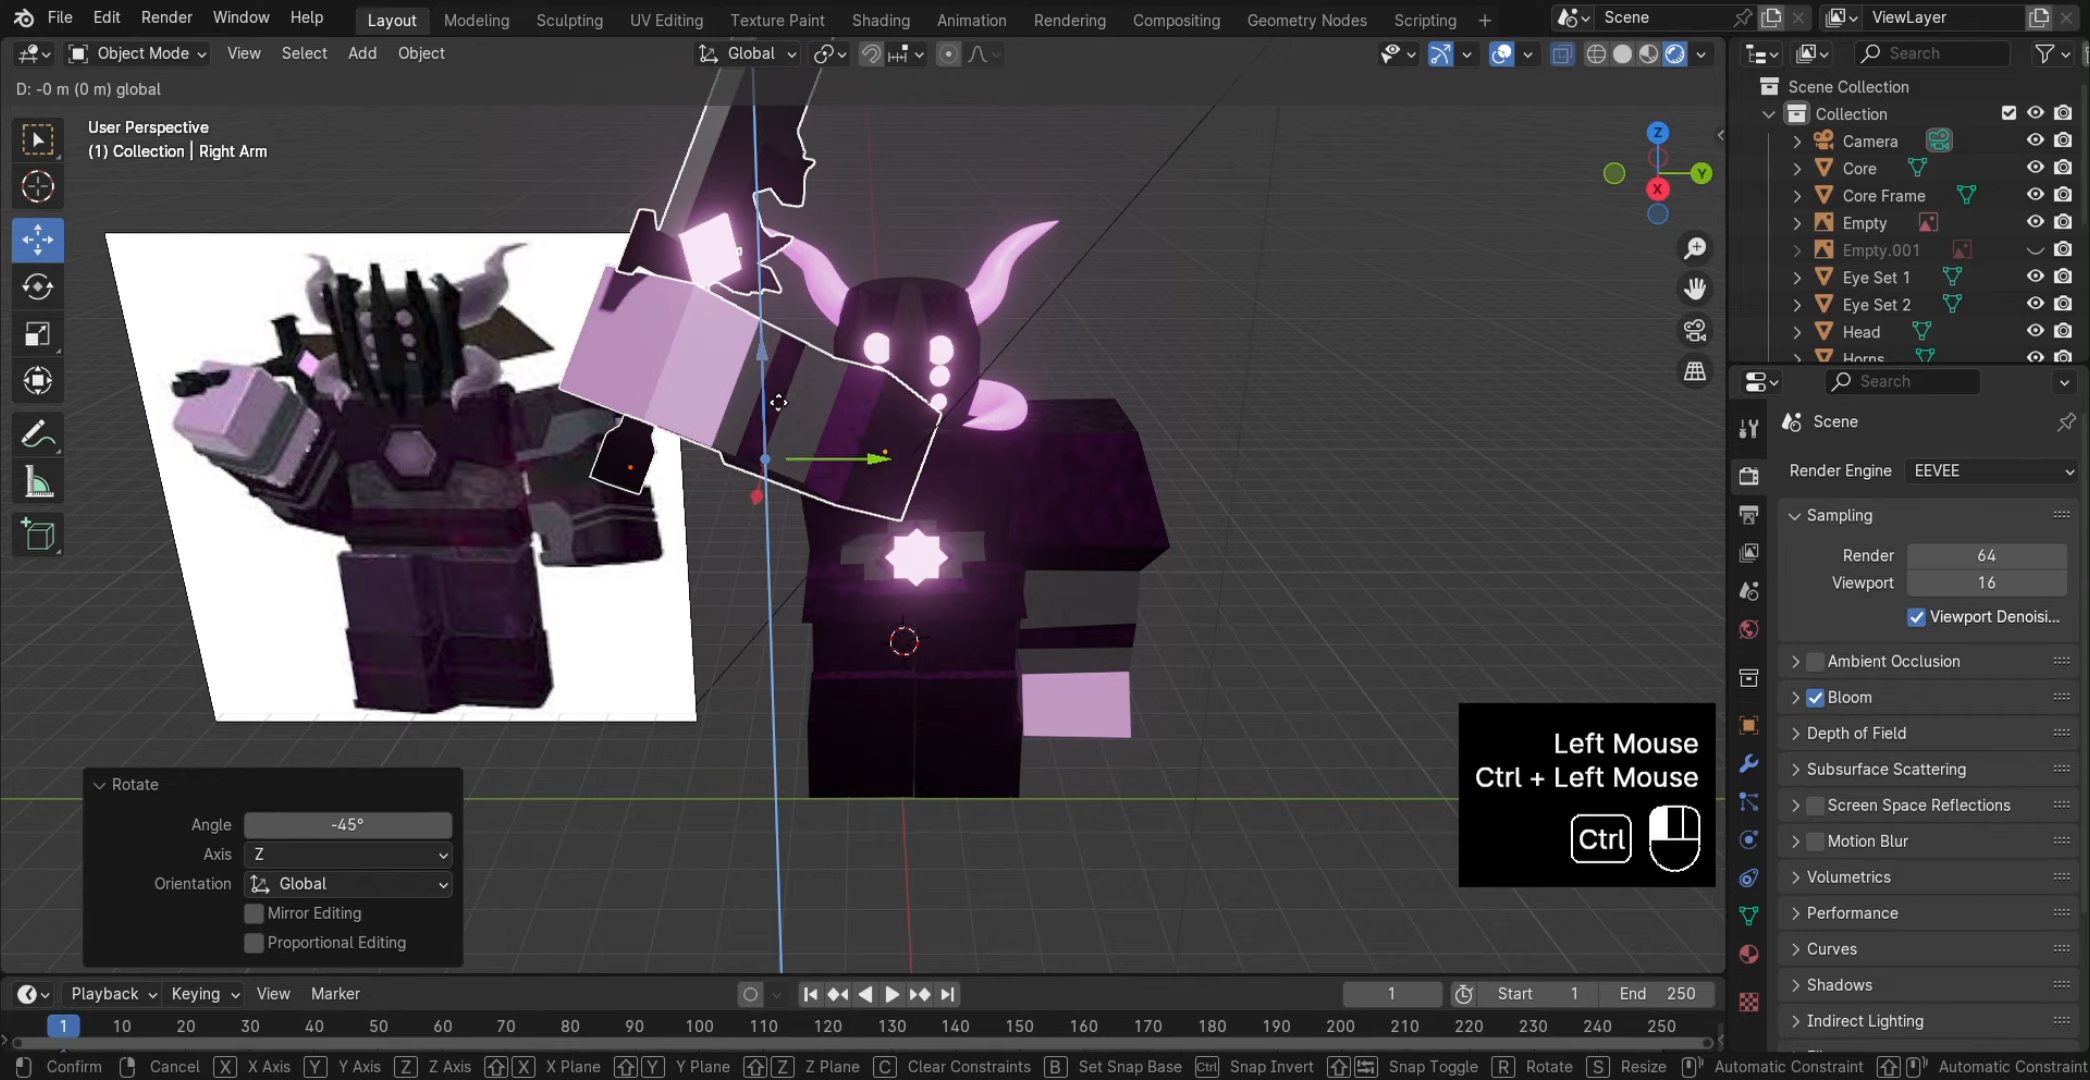 File Edit Render Window Help Layout Modeling Sculpting UV Editing Texture Paint Shading Animation Rendering Compositing Geometry Nodes Scripting + Scene ViewLayer
Object Mode View Select Add Object Global Search
D: -0 m (0 m) global
User Perspective
(1) Collection | Right Arm
Z
Y
X
Scene Collection
Collection
Camera
Core
Core Frame
Empty
Empty.001
Eye Set 1
Eye Set 2
Head
Horns
Search
Scene
Render Engine EEVEE
Sampling
Render 64
Viewport 16
Viewport Denoisi...
Ambient Occlusion
Bloom
Depth of Field
Subsurface Scattering
Screen Space Reflections
Motion Blur
Volumetrics
Performance
Curves
Shadows
Indirect Lighting
Left Mouse
Ctrl + Left Mouse
Ctrl
Rotate
Angle -45°
Axis Z
Orientation Global
Mirror Editing
Proportional Editing
Playback Keying View Marker 1 Start 1 End 250
1 10 20 30 40 50 60 70 80 90 100 110 120 130 140 150 160 170 180 190 200 210 220 230 240 250
Confirm Cancel X X Axis Y Y Axis Z Z Axis X X Plane Y Y Plane Z Z Plane C Clear Constraints B Set Snap Base Ctrl Snap Invert Snap Toggle R Rotate S Resize Automatic Constraint Automatic Constraint